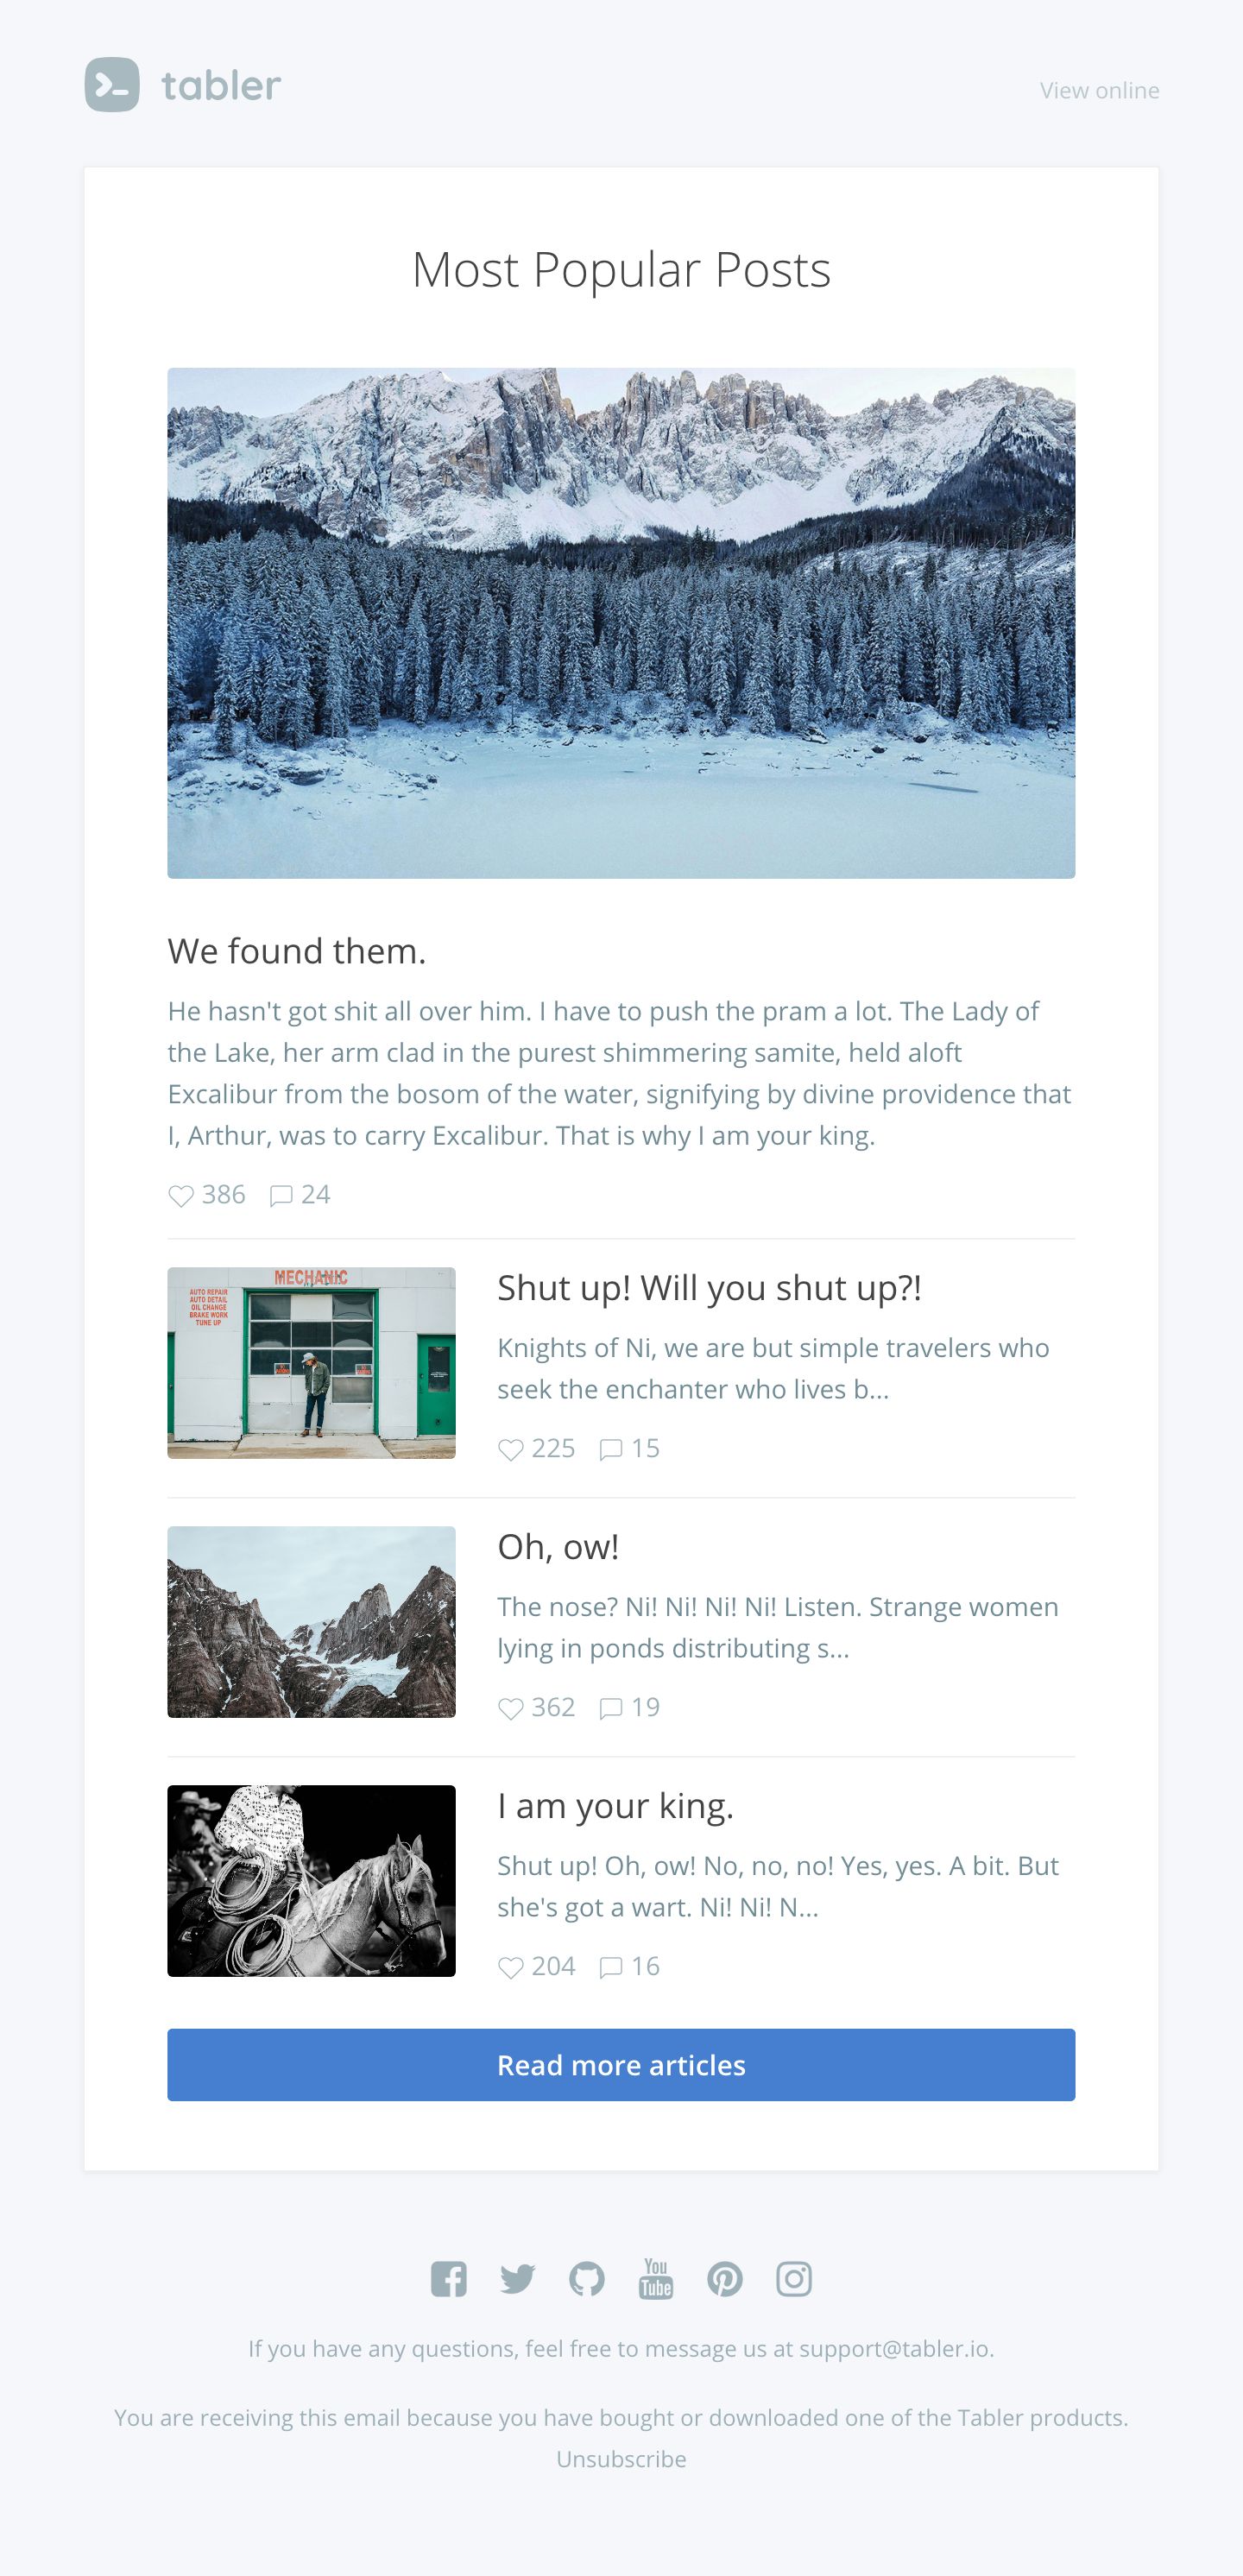 tabler
View online
Most Popular Posts
We found them.
He hasn't got shit all over him. I have to push the pram a lot. The Lady of
the Lake, her arm clad in the purest shimmering samite, held aloft
Excalibur from the bosom of the water, signifying by divine providence that
I, Arthur, was to carry Excalibur. That is why I am your king.
386 24
MECHANIC
AUTO REPAIR
AUTO DETAIL
OIL CHANGE
BRAKE WORK
TUNE UP
Shut up! Will you shut up?!
Knights of Ni, we are but simple travelers who
seek the enchanter who lives b...
225 15
Oh, ow!
The nose? Ni! Ni! Ni! Ni! Listen. Strange women
lying in ponds distributing s...
362 19
I am your king.
Shut up! Oh, ow! No, no, no! Yes, yes. A bit. But
she's got a wart. Ni! Ni! N...
204 16
Read more articles
You
Tube
If you have any questions, feel free to message us at support@tabler.io.
You are receiving this email because you have bought or downloaded one of the Tabler products.
Unsubscribe